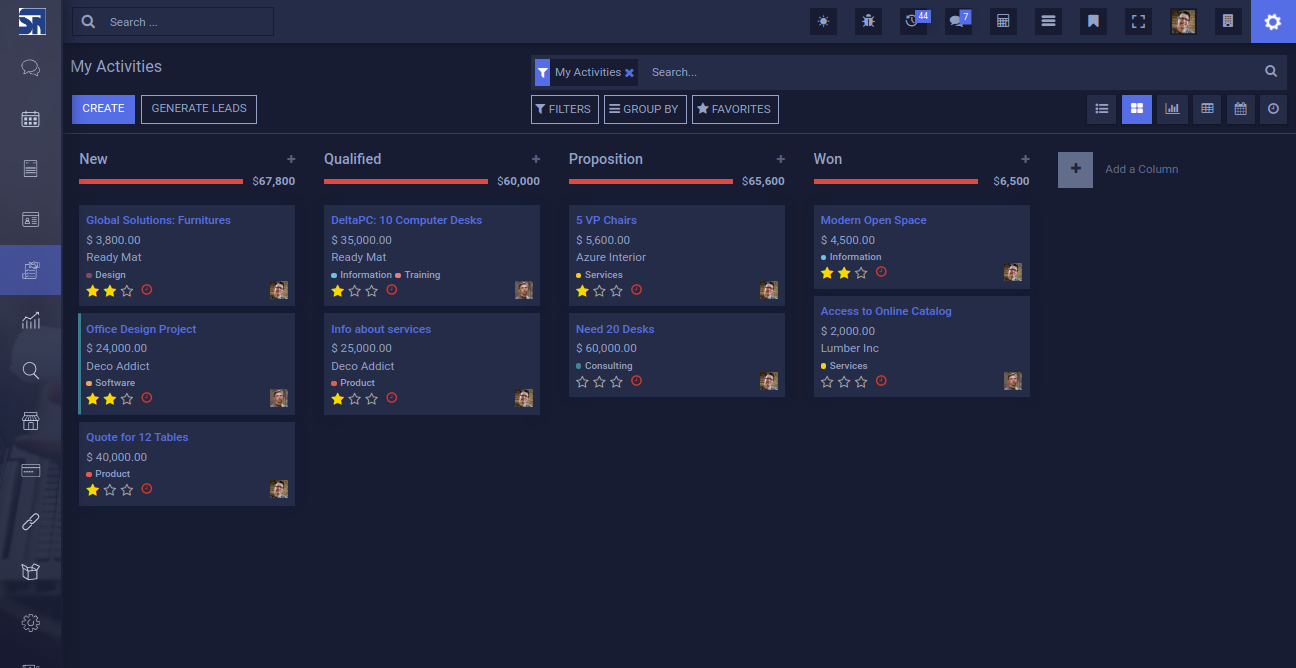 Search ...
44
7
My Activities
My Activities
Search...
CREATE
GENERATE LEADS
FILTERS
GROUP BY
FAVORITES
New
$67,800
Global Solutions: Furnitures
$ 3,800.00
Ready Mat
Design
Office Design Project
$ 24,000.00
Deco Addict
Software
Quote for 12 Tables
$ 40,000.00
Product
Qualified
$60,000
DeltaPC: 10 Computer Desks
$ 35,000.00
Ready Mat
Information Training
Info about services
$ 25,000.00
Deco Addict
Product
Proposition
$65,600
5 VP Chairs
$ 5,600.00
Azure Interior
Services
Need 20 Desks
$ 60,000.00
Consulting
Won
$6,500
Modern Open Space
$ 4,500.00
Information
Access to Online Catalog
$ 2,000.00
Lumber Inc
Services
Add a Column